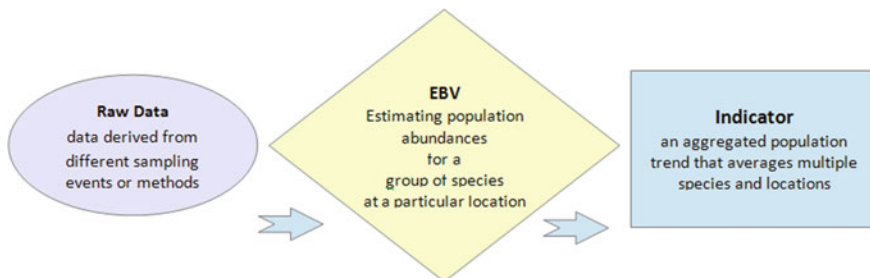 Raw Data
data derived from
different sampling
events or methods
EBV
Estimating population
abundances
for a
group of species
at a particular location
Indicator
an aggregated population
trend that averages multiple
species and locations